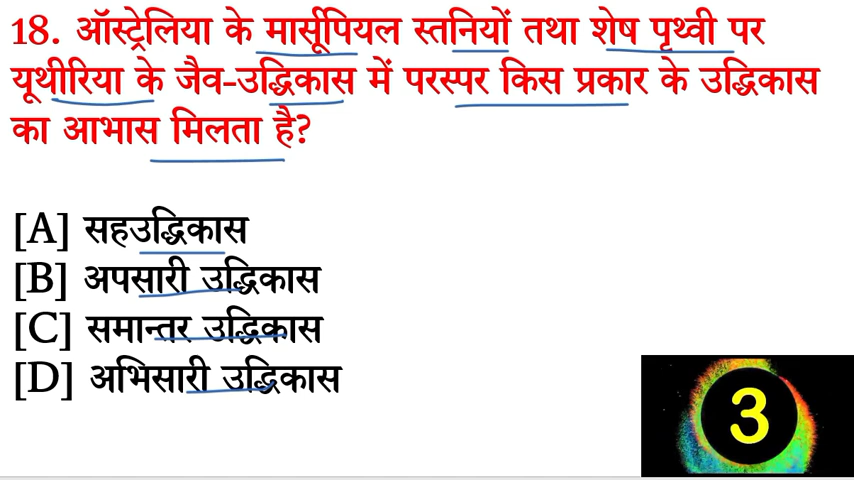 18. ऑस्ट्रेलिया के मार्सूपियल स्तनियों तथा शेष पृथ्वी पर
यूथीरिया के जैव-उद्धिकास में परस्पर किस प्रकार के उद्धिकास
का आभास मिलता है?
[A] सहउद्धिकास
[B] अपसारी उद्धिकास
[C] समान्तर उद्धिकास
[D] अभिसारी उद्धिकास
3